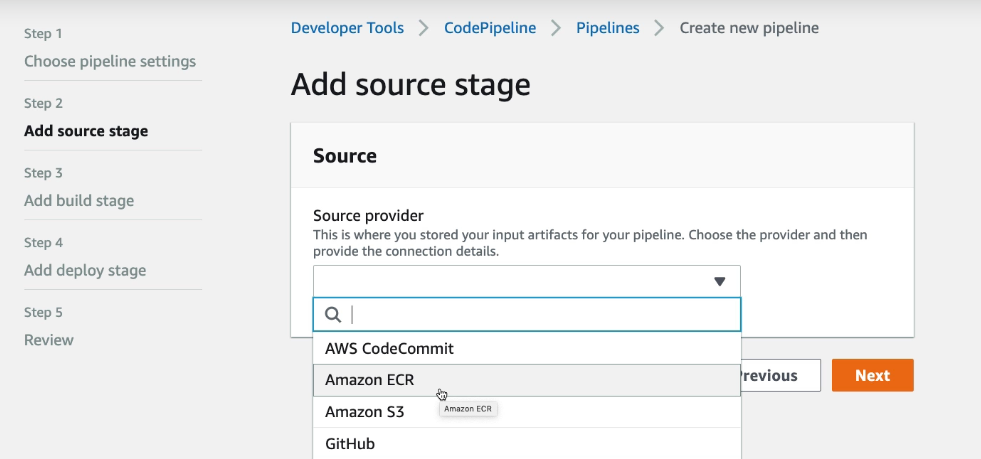 Step 1
Choose pipeline settings
Step 2
Add source stage
Step 3
Add build stage
Step 4
Add deploy stage
Step 5
Review
Developer Tools > CodePipeline > Pipelines > Create new pipeline
Add source stage
Source
Source provider
This is where you stored your input artifacts for your pipeline. Choose the provider and then
provide the connection details.
AWS CodeCommit
Amazon ECR
Amazon ECR
Amazon S3
GitHub
revious
Next